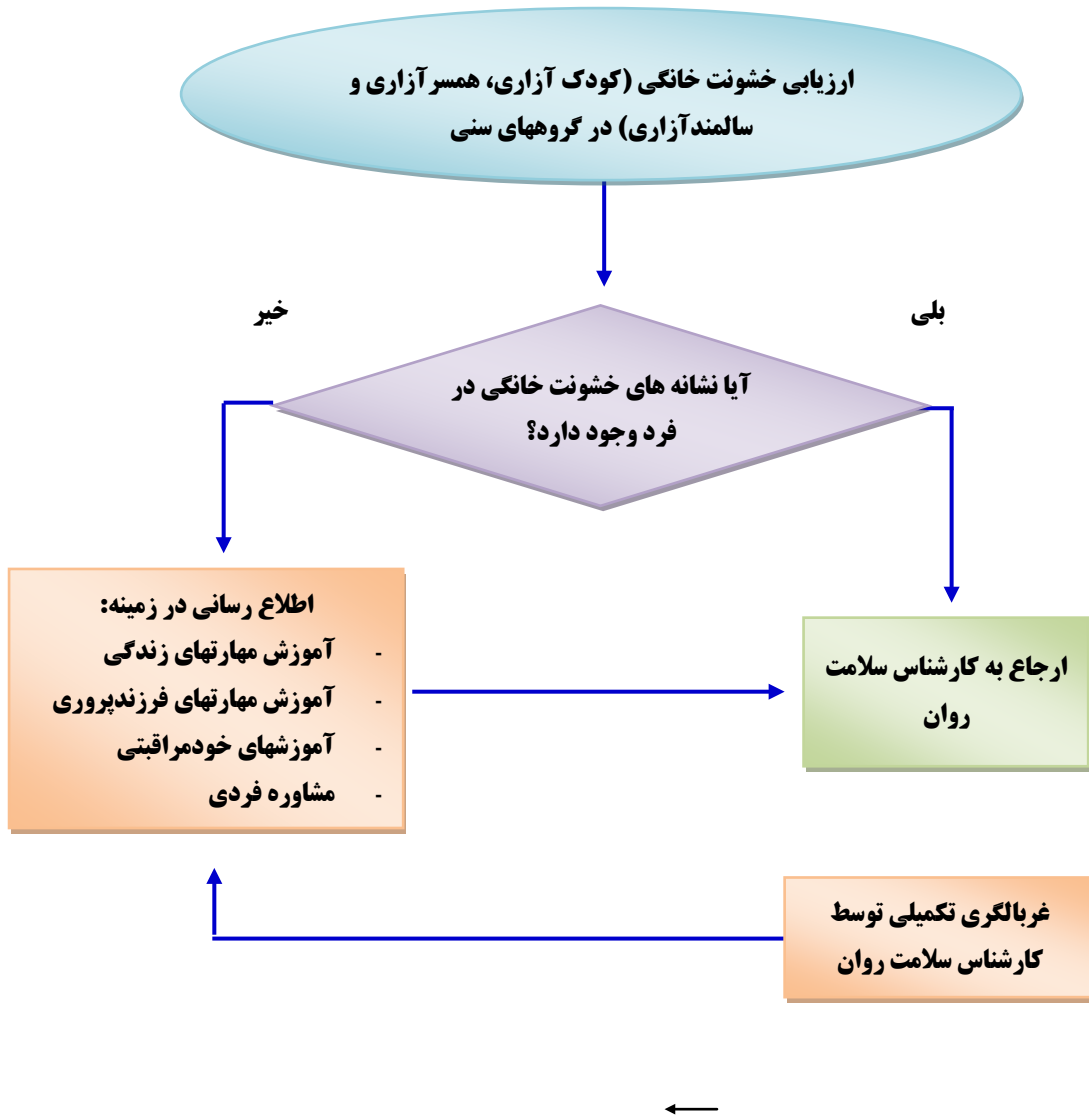 ارزیابی خشونت خانگی (کودک آزاری، همسرآزاری و
سالمندآزاری) در گروههای سنی
بلی
خیر
آیا نشانه های خشونت خانگی در
فرد وجود دارد؟
اطلاع رسانی در زمینه:
- آموزش مهارتهای زندگی
- آموزش مهارتهای فرزندپروری
- آموزشهای خودمراقبتی
- مشاوره فردی
ارجاع به کارشناس سلامت
روان
غربالگری تکمیلی توسط
کارشناس سلامت روان